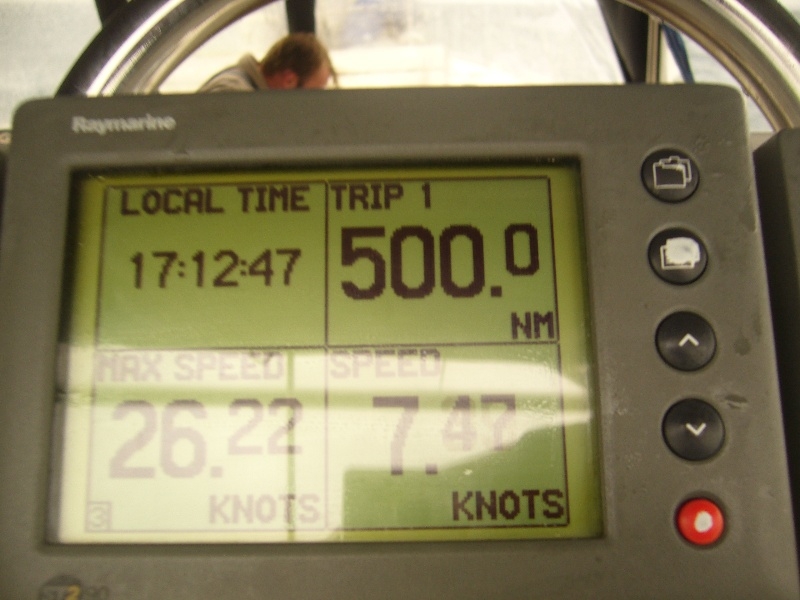 Raymarine
LOCAL TIME
17:12:47
TRIP 1
500.0
NM
MAX SPEED
26.22
KNOTS
SPEED
7.47
KNOTS
3